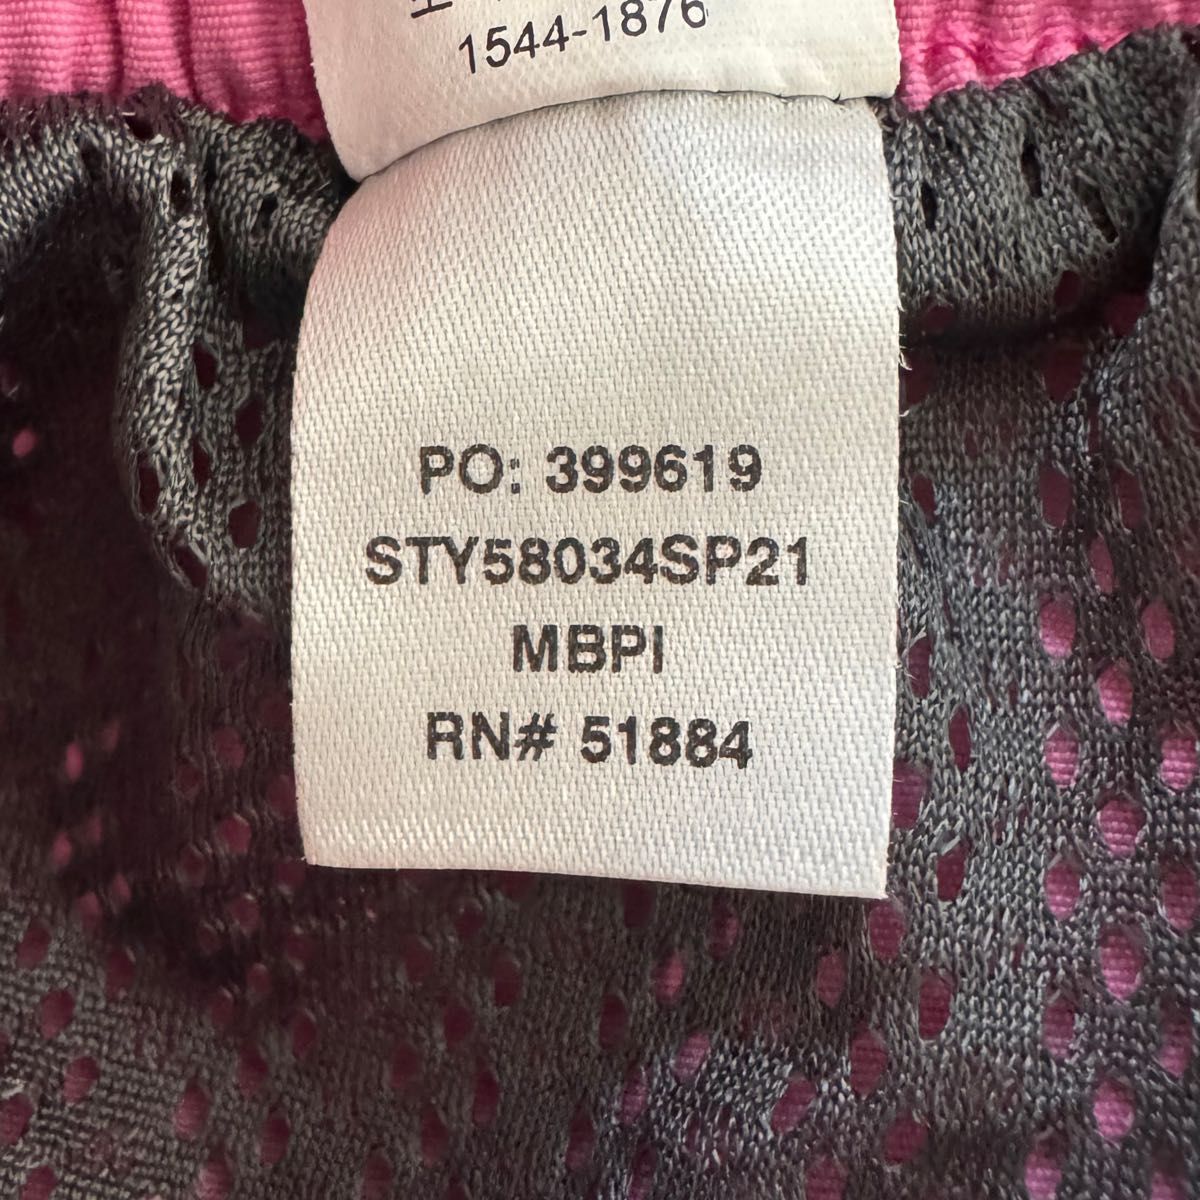 1544-1876
PO: 399619
STY58034SP21
MBPI
RN# 51884